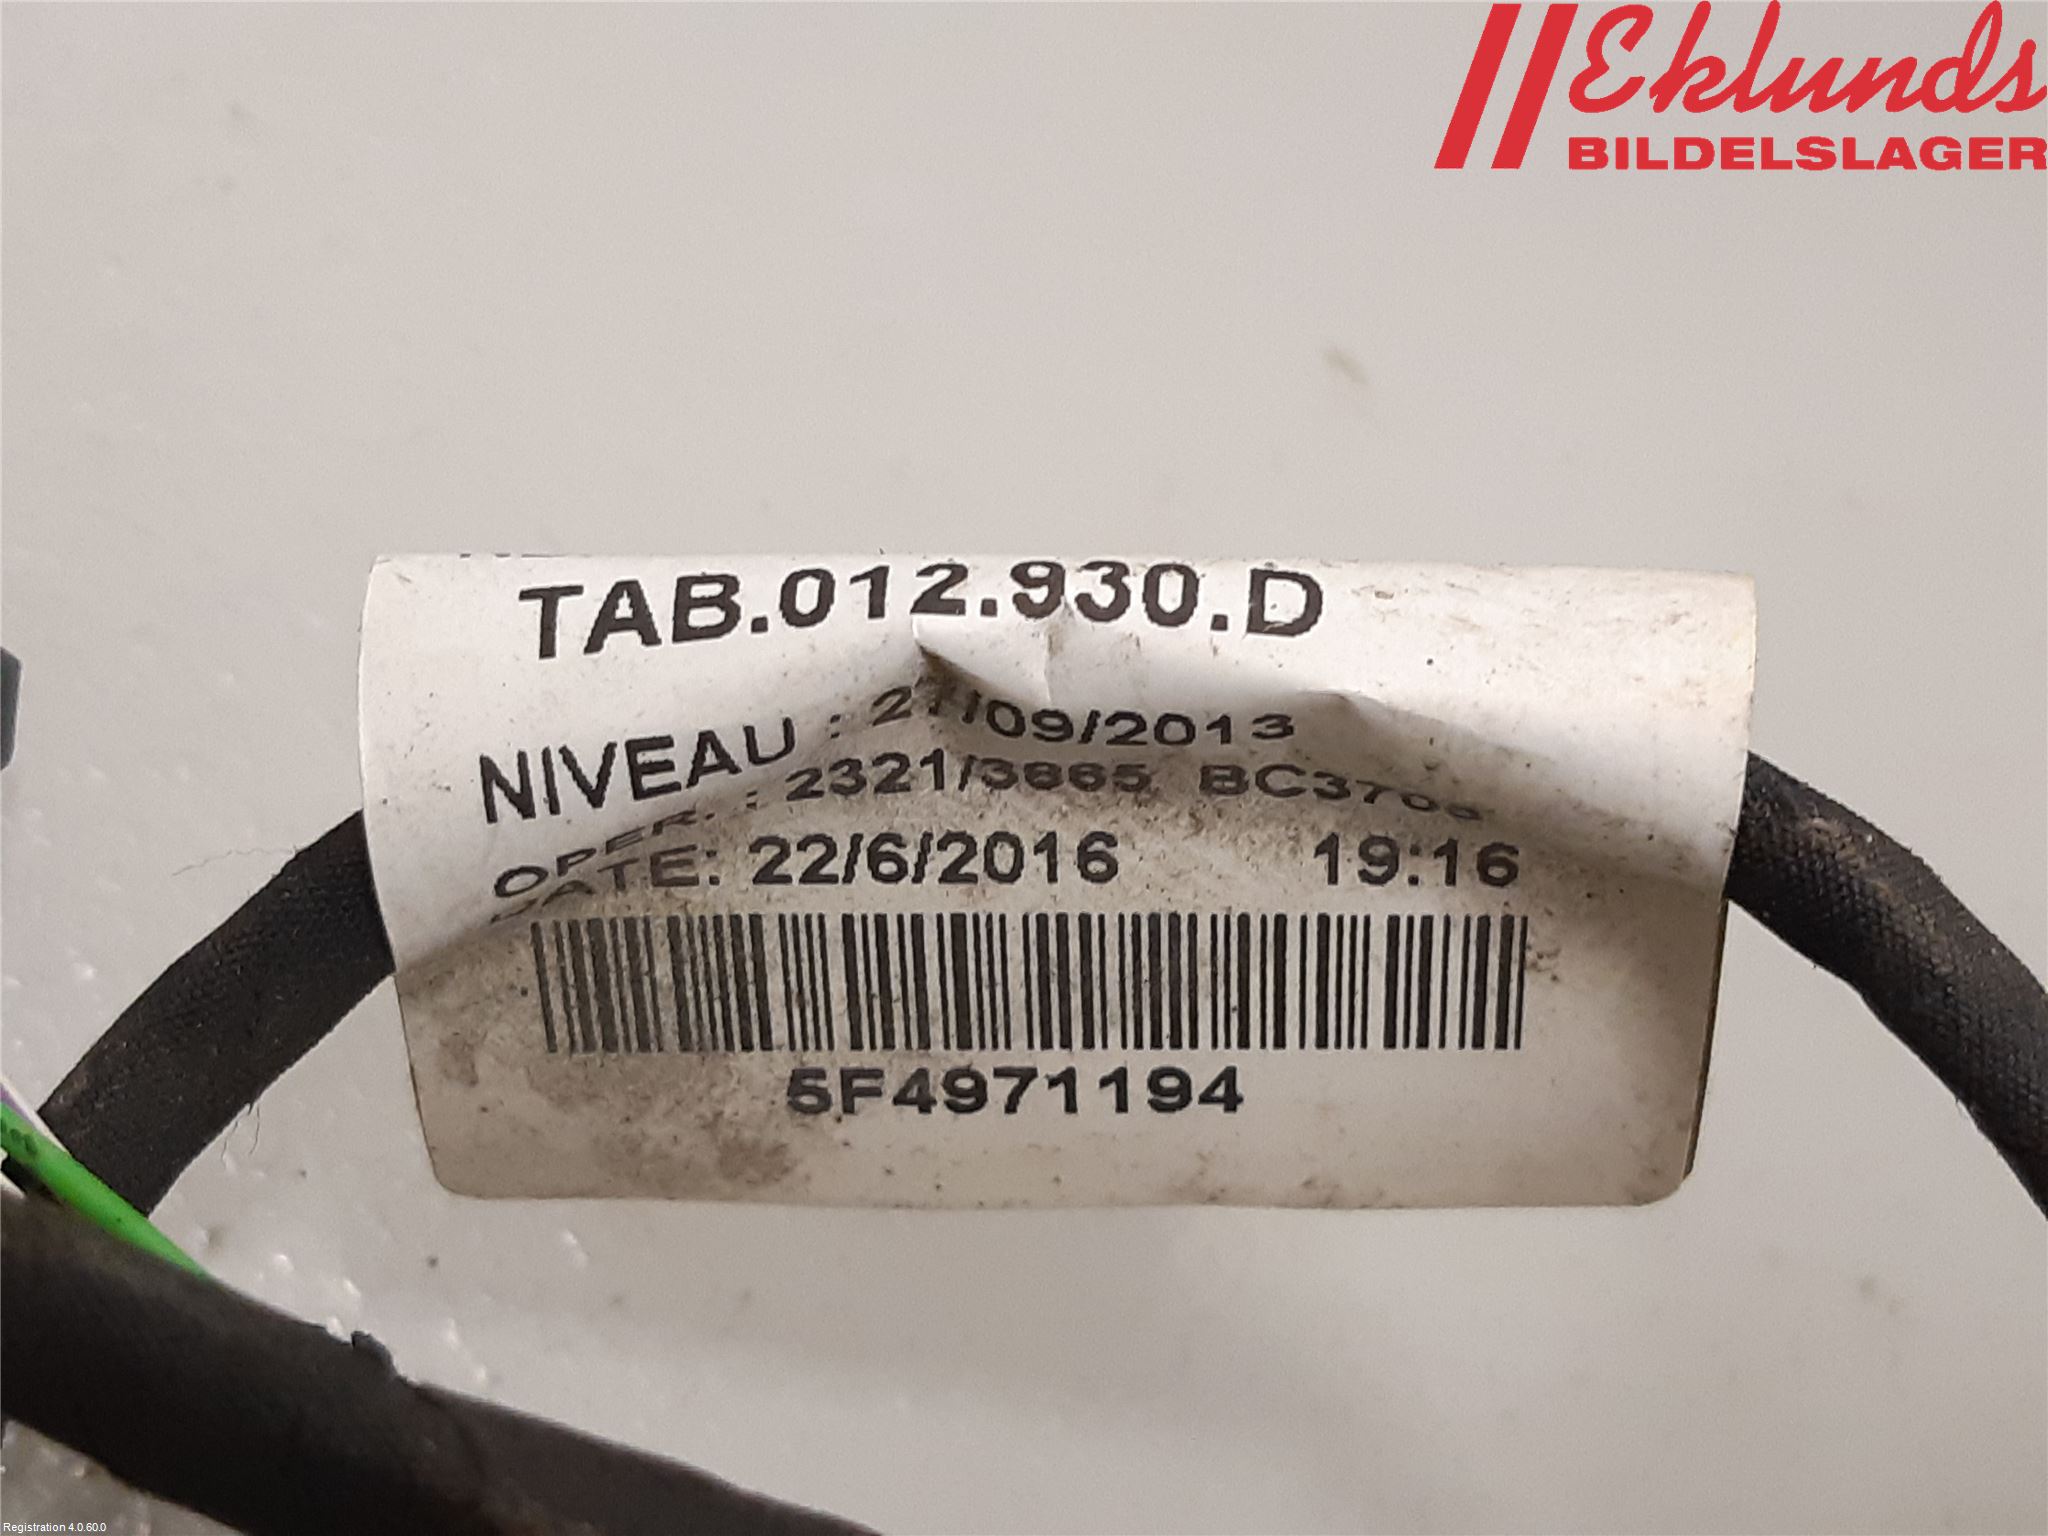 Eklunds
BILDELSLAGER
TAB.012.930.D
NIVEAU : 27/09/2013
OPER. : 2321/3665
DATE: 22/6/2016 19:16
5F4971194
Registration 4.0.60.0